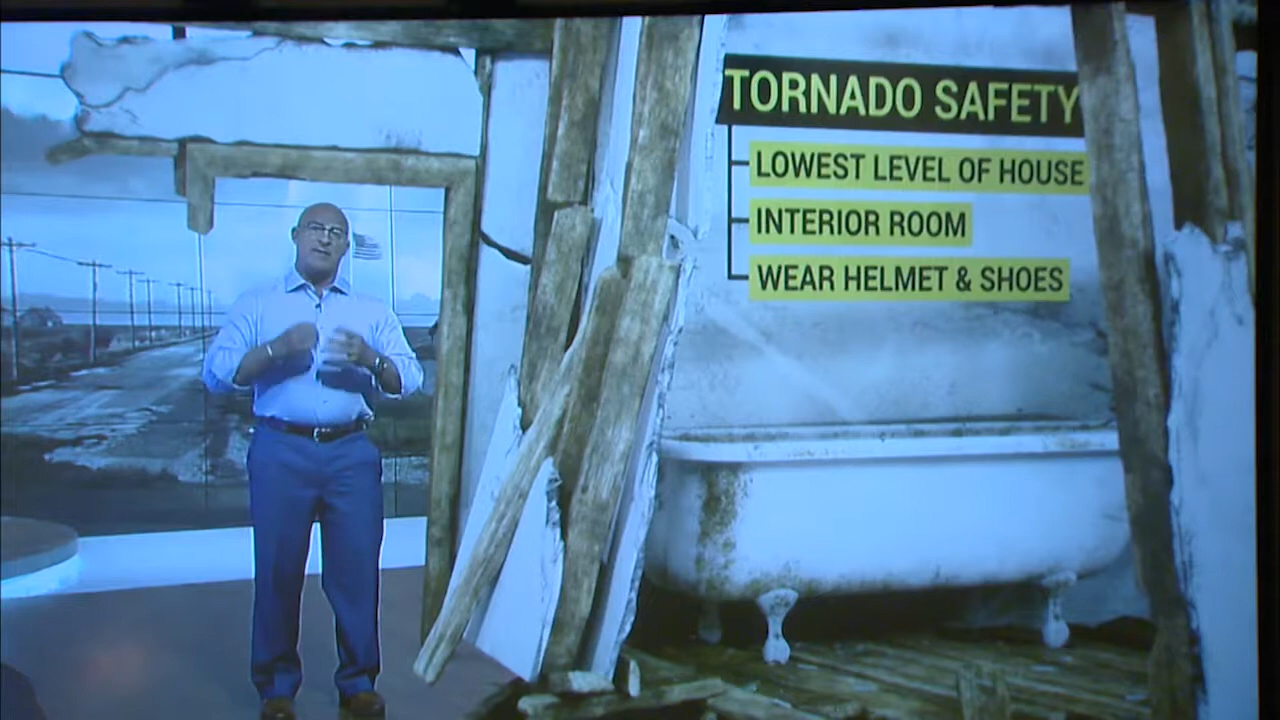 TORNADO SAFETY
LOWEST LEVEL OF HOUSE
INTERIOR ROOM
WEAR HELMET & SHOES